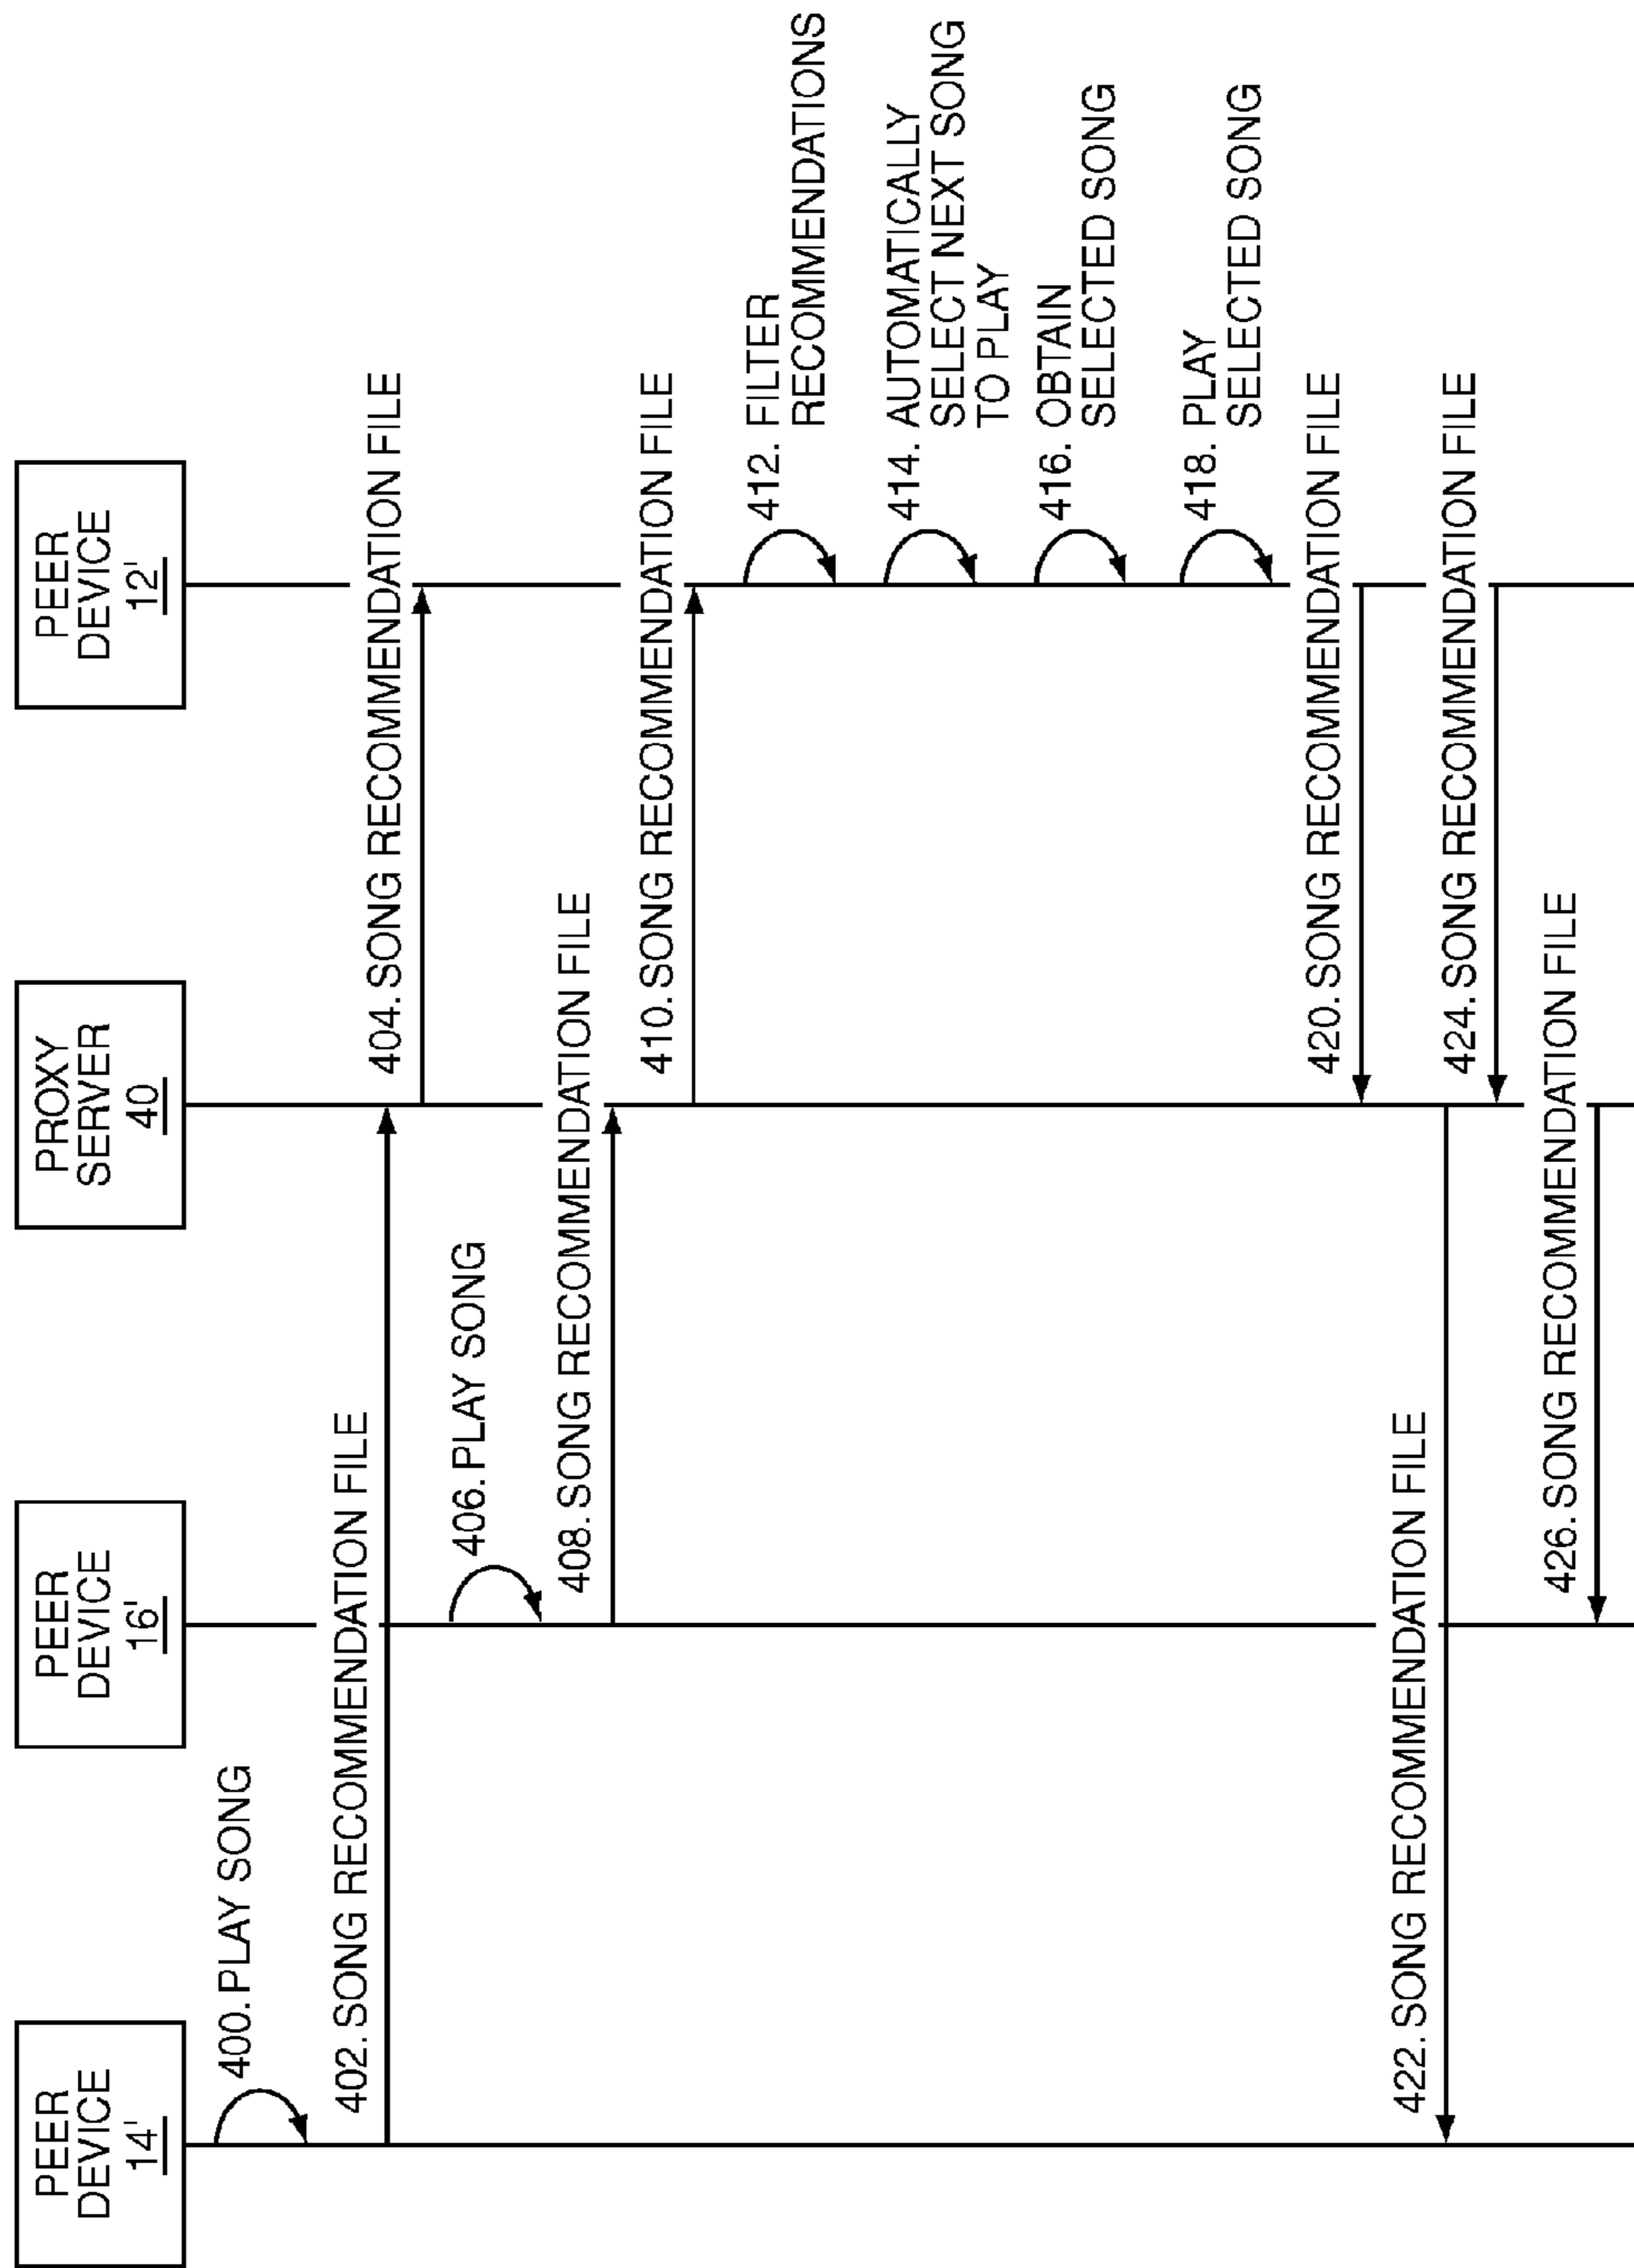 PEER
DEVICE
14'
PEER
DEVICE
16'
PROXY
SERVER
40
PEER
DEVICE
12'
400. PLAY SONG
402. SONG RECOMMENDATION FILE
404. SONG RECOMMENDATION FILE
406. PLAY SONG
408. SONG RECOMMENDATION FILE
410. SONG RECOMMENDATION FILE
412. FILTER
RECOMMENDATIONS
414. AUTOMATICALLY
SELECT NEXT SONG
TO PLAY
416. OBTAIN
SELECTED SONG
418. PLAY
SELECTED SONG
420. SONG RECOMMENDATION FILE
422. SONG RECOMMENDATION FILE
424. SONG RECOMMENDATION FILE
426. SONG RECOMMENDATION FILE